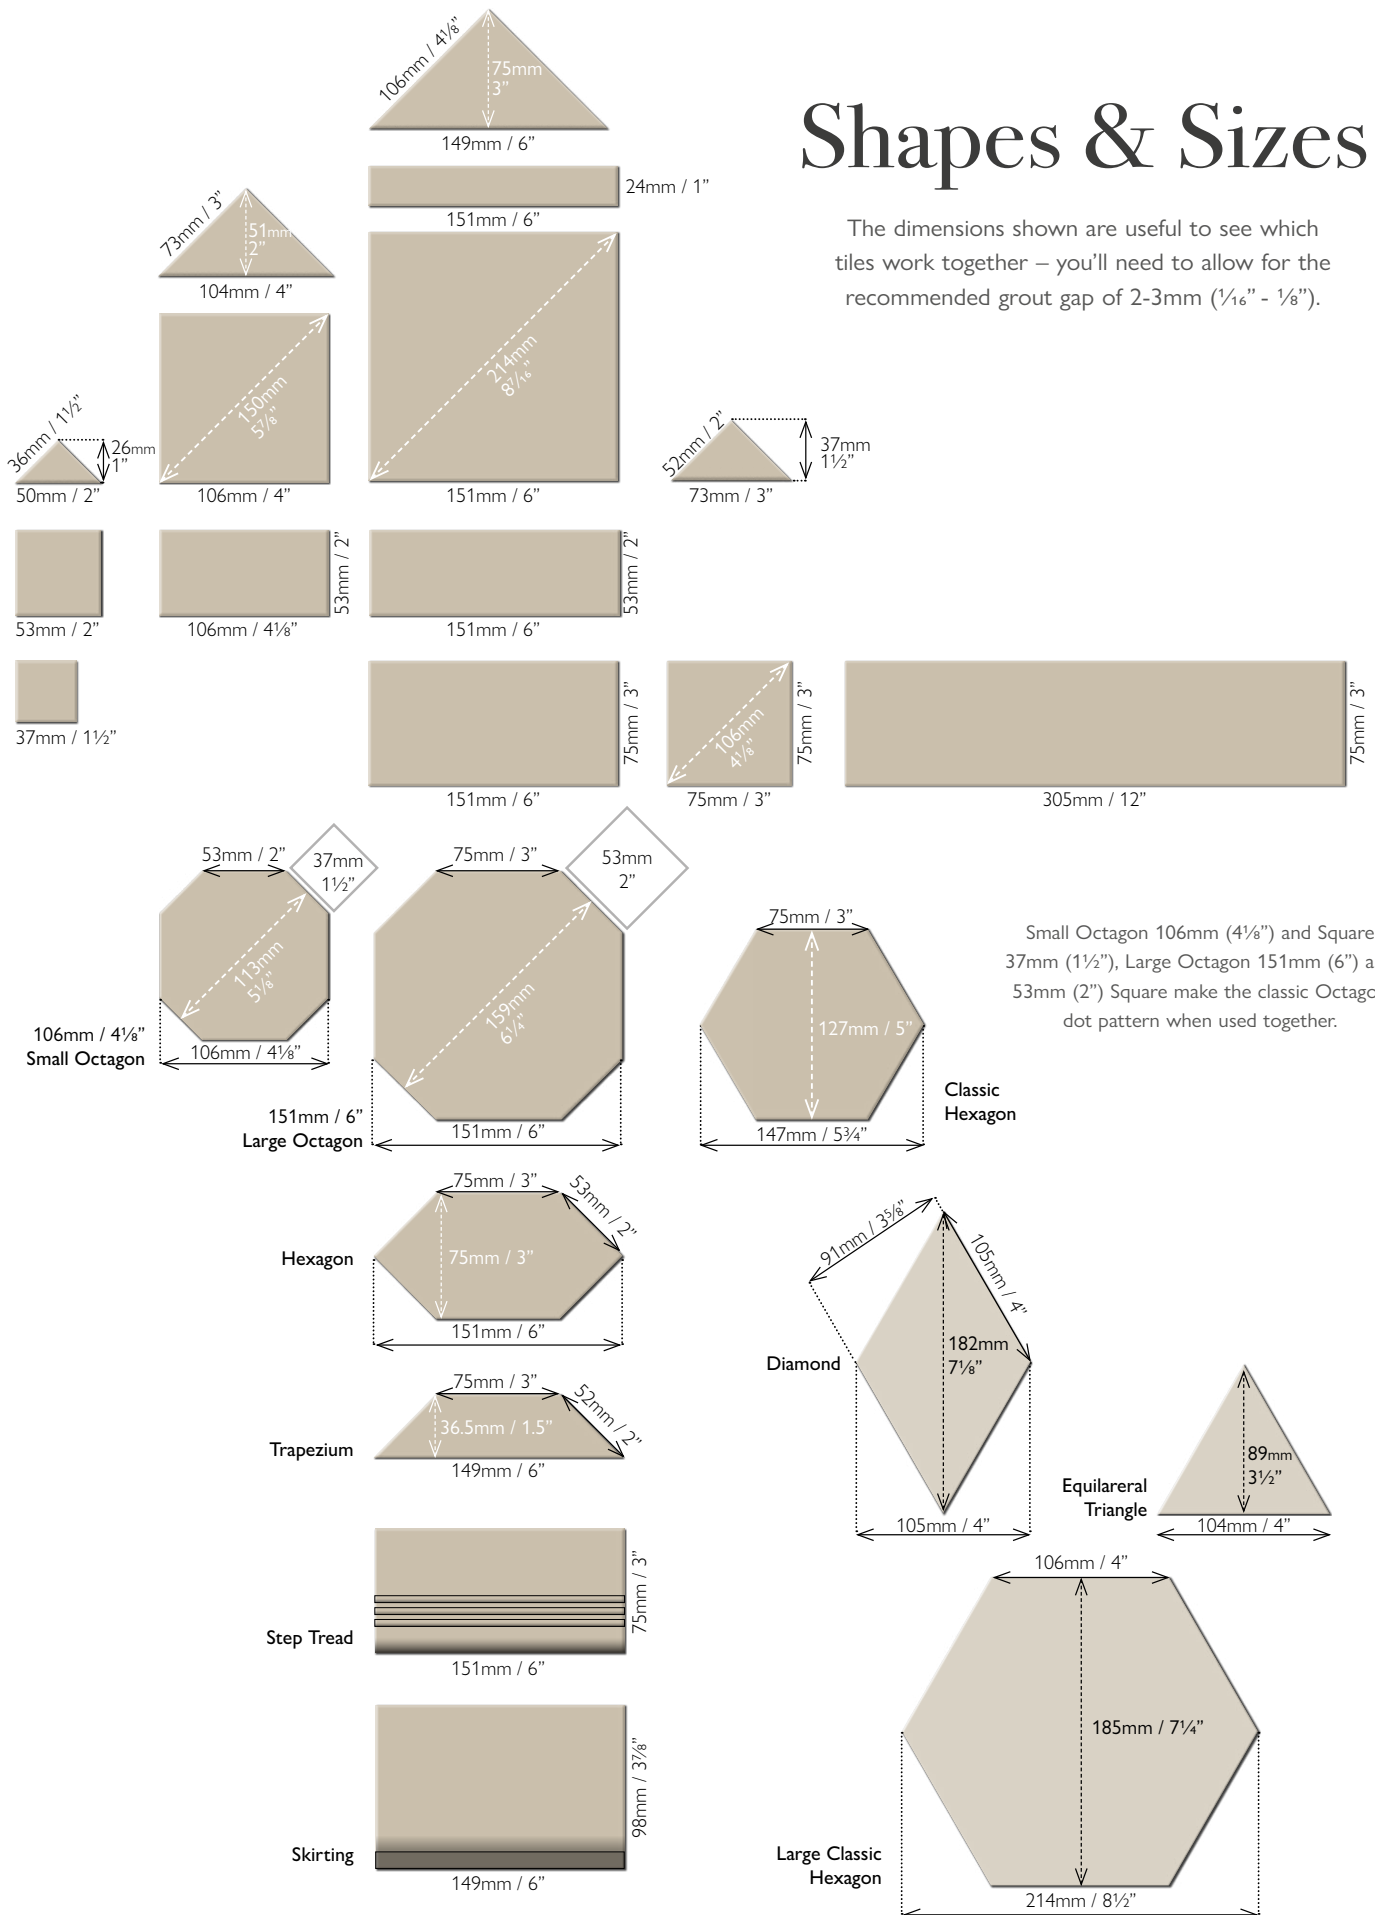 Shapes & Sizes
The dimensions shown are useful to see which
tiles work together – you’ll need to allow for the
recommended grout gap of 2-3mm (¹⁄₁₆” - ⅛”).
106mm / 4⅛”
75mm
3”
149mm / 6”
24mm / 1”
151mm / 6”
73mm / 3”
51mm
2”
104mm / 4”
214mm
8⁷⁄₁₆”
151mm / 6”
150mm
5⅞”
106mm / 4”
36mm / 1½”
26mm
1”
50mm / 2”
52mm / 2”
37mm
1½”
73mm / 3”
53mm / 2”
53mm / 2”
106mm / 4⅛”
53mm / 2”
151mm / 6”
37mm / 1½”
75mm / 3”
151mm / 6”
106mm
4⅛”
75mm / 3”
75mm / 3”
75mm / 3”
305mm / 12”
53mm / 2”
37mm
1½”
113mm
5⅛”
106mm / 4⅛”
106mm / 4⅛”
Small Octagon
75mm / 3”
53mm
2”
159mm
6¼”
151mm / 6”
151mm / 6”
Large Octagon
75mm / 3”
127mm / 5”
147mm / 5¾”
Classic
Hexagon
Small Octagon 106mm (4⅛”) and Square
37mm (1½”), Large Octagon 151mm (6”) a
53mm (2”) Square make the classic Octago
dot pattern when used together.
75mm / 3”
53mm / 2”
75mm / 3”
Hexagon
151mm / 6”
91mm / 3⅝”
105mm / 4”
182mm
7⅛”
Diamond
105mm / 4”
75mm / 3”
52mm / 2”
36.5mm / 1.5”
Trapezium
149mm / 6”
89mm
3½”
Equilareral
Triangle
104mm / 4”
75mm / 3”
Step Tread
151mm / 6”
106mm / 4”
185mm / 7¼”
Large Classic
Hexagon
214mm / 8½”
98mm / 3⅞”
Skirting
149mm / 6”